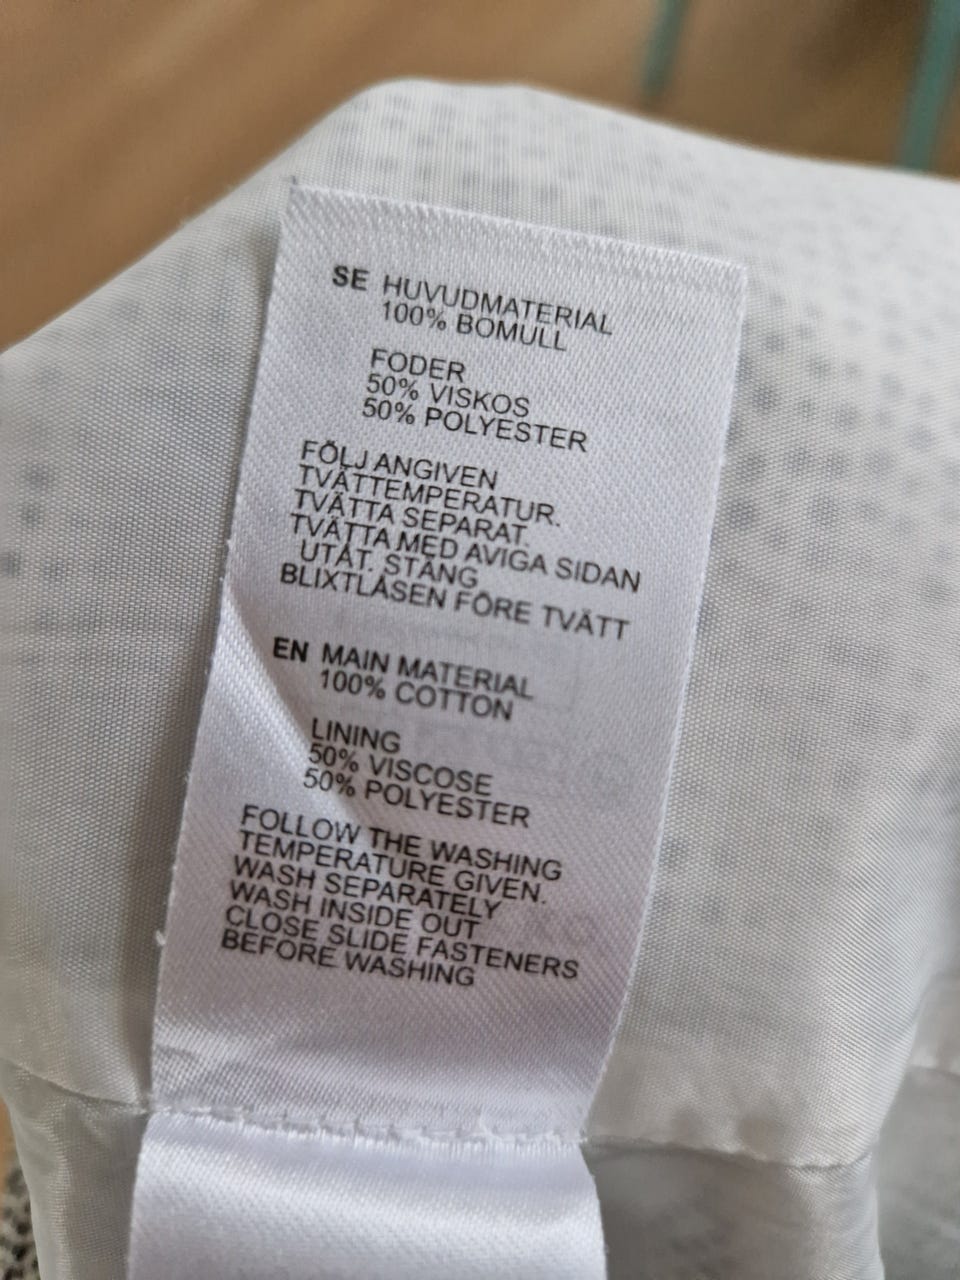 SE HUVUDMATERIAL
100% BOMULL
FODER
50% VISKOS
50% POLYESTER
FÖLJ ANGIVEN
TVÄTTEMPERATUR.
TVÄTTA SEPARAT.
TVÄTTA MED AVIGA SIDAN
UTÅT. STÄNG
BLIXTLÅSEN FÖRE TVÄTT
EN MAIN MATERIAL
100% COTTON
LINING
50% VISCOSE
50% POLYESTER
FOLLOW THE WASHING
TEMPERATURE GIVEN.
WASH SEPARATELY
WASH INSIDE OUT
CLOSE SLIDE FASTENERS
BEFORE WASHING